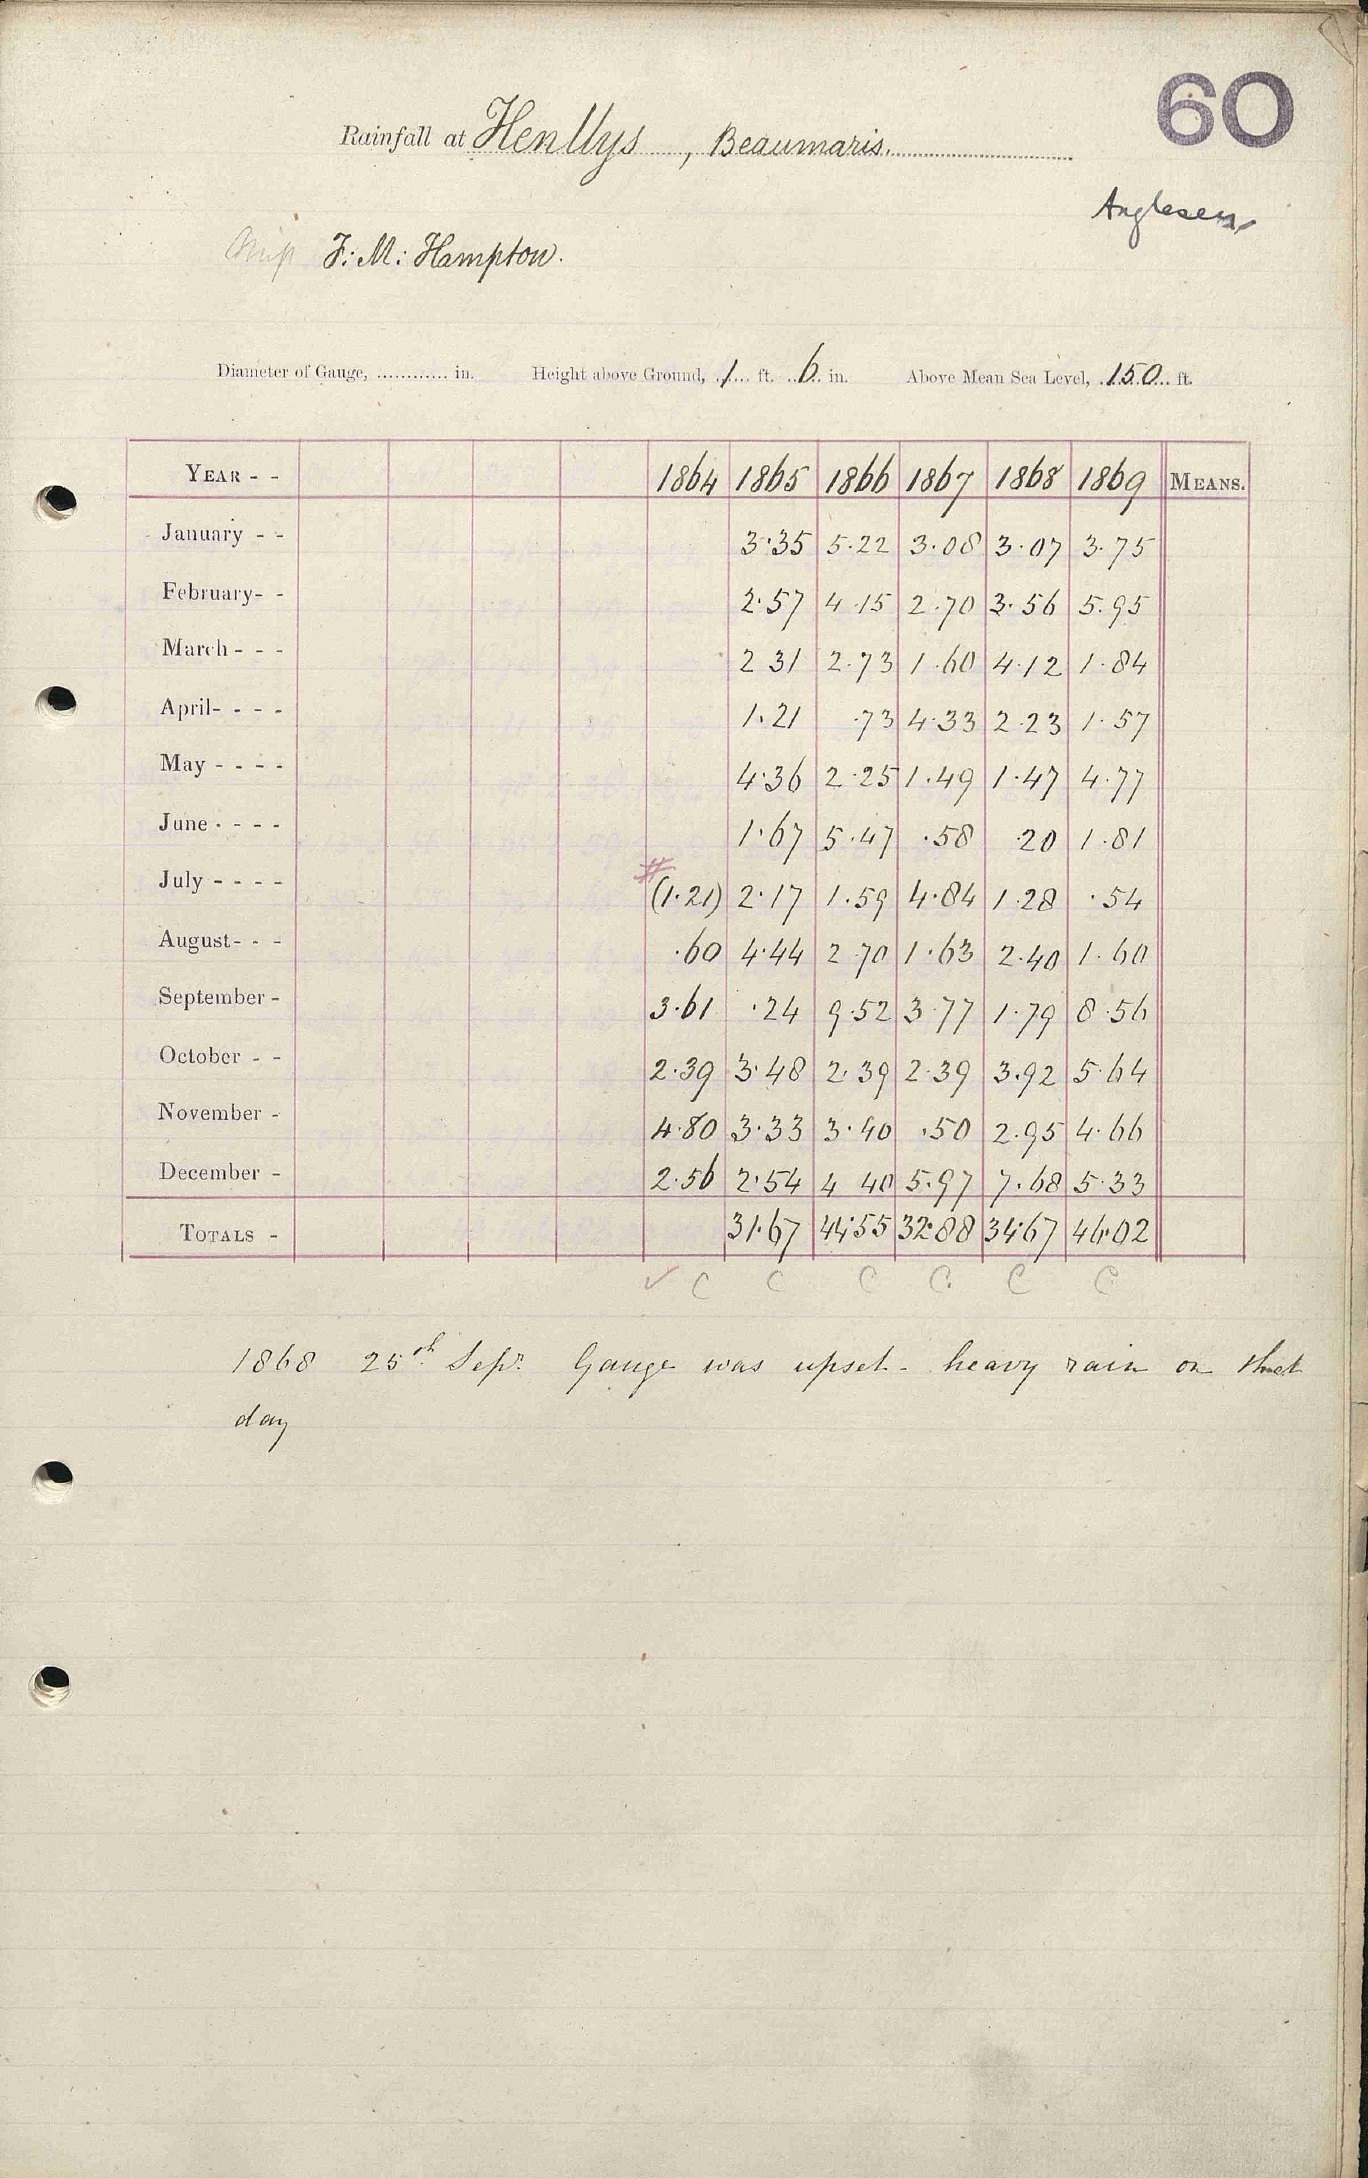 60
Rainfall at Henllys, Beaumaris.
Anglesey
Miss F: M: Hampton.
Diameter of Gauge, ............ in. Height above Ground, 1 ft. 6 in. Above Mean Sea Level, 150 ft.
YEAR - - 1864 1865 1866 1867 1868 1869 MEANS.
January - - 3.35 5.22 3.08 3.07 3.75
February- - 2.57 4.15 2.70 3.56 5.95
March - - - 2 31 2.73 1.60 4.12 1.84
April- - - - 1.21 .73 4.33 2.23 1.57
May - - - - 4.36 2.25 1.49 1.47 4.77
June - - - - 1.67 5.47 .58 .20 1.81
#
July - - - - (1.21) 2.17 1.59 4.84 1.28 .54
August- - - .60 4.44 2.70 1.63 2.40 1.60
September - 3.61 .24 9.52 3.77 1.79 8.56
October - - 2.39 3.48 2.39 2.39 3.92 5.64
November - 4.80 3.33 3.40 .50 2.95 4.66
December - 2.56 2.54 4 40 5.97 7.68 5.33
TOTALS - 31.67 44.55 32.88 34.67 46.02
✓ C C C C. C C
1868 25th Sepr. Gauge was upset - heavy rain on that
day